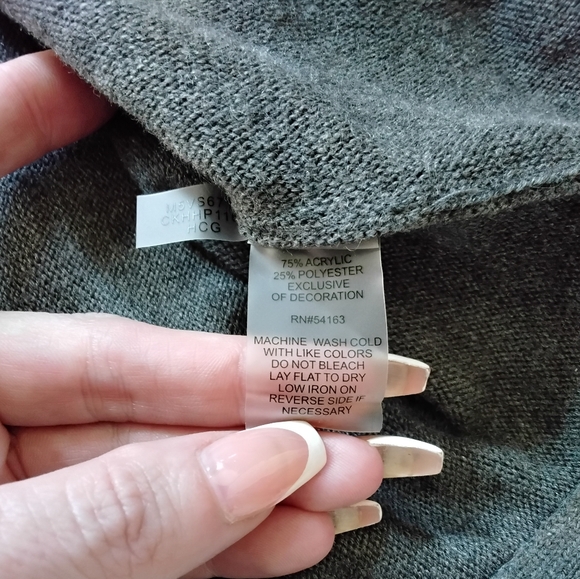 HCG
75% ACRYLIC
25% POLYESTER
EXCLUSIVE
OF DECORATION
RN#54163
MACHINE WASH COLD
WITH LIKE COLORS
DO NOT BLEACH
LAY FLAT TO DRY
LOW IRON ON
REVERSE SIDE IF
NECESSARY